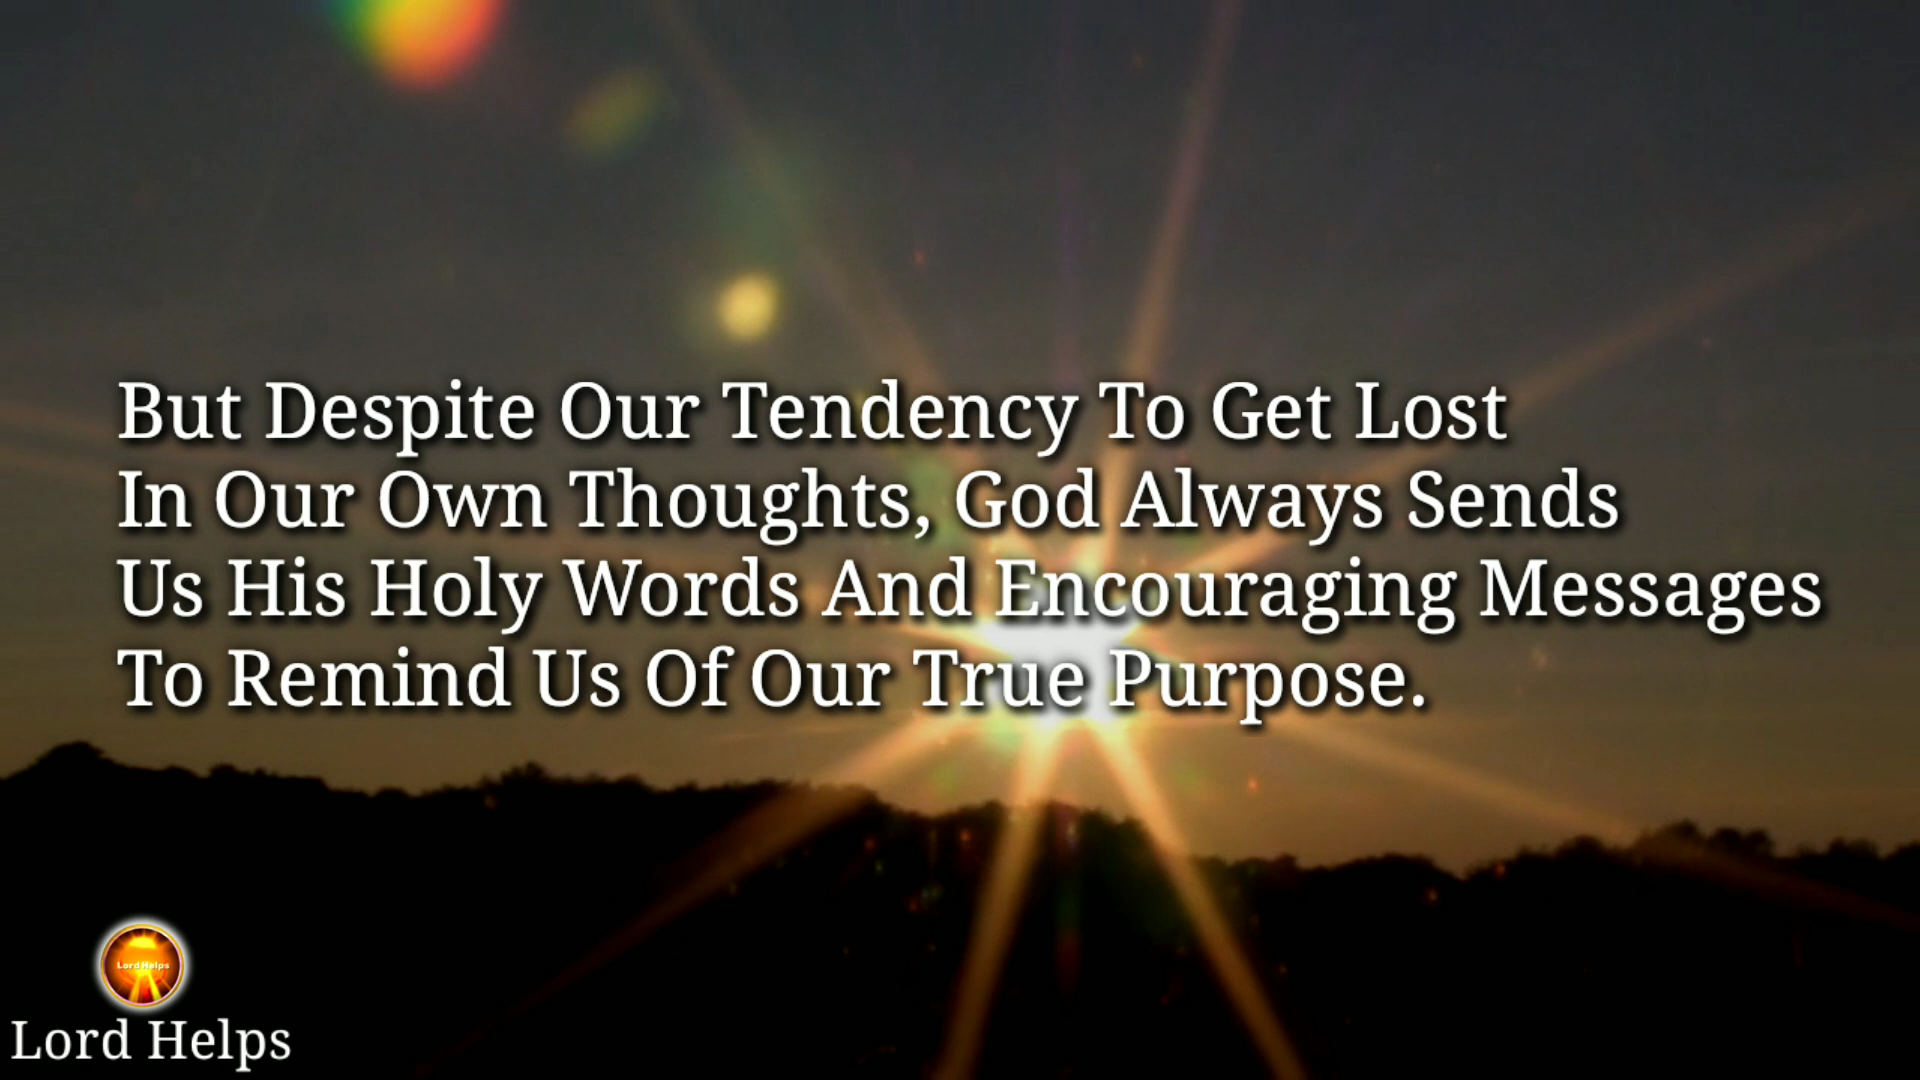 But Despite Our Tendency To Get Lost
In Our Own Thoughts, God Always Sends
Us His Holy Words And Encouraging Messages
To Remind Us Of Our True Purpose.
Lord Helps
Lord Helps